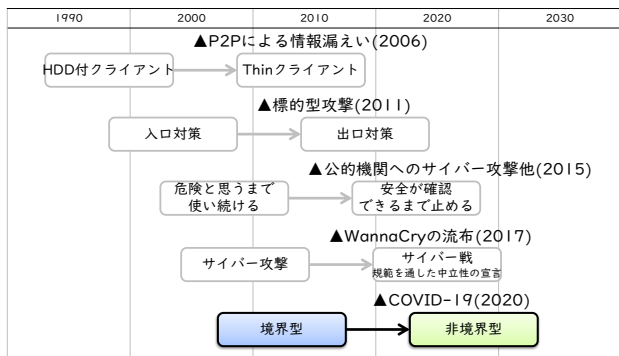 1990 2000 2010 2020 2030
▲P2Pによる情報漏えい(2006)
HDD付クライアント Thinクライアント
▲標的型攻撃(2011)
入口対策 出口対策
▲公的機関へのサイバー攻撃他(2015)
危険と思うまで
使い続ける
安全が確認
できるまで止める
▲WannaCryの流布(2017)
サイバー攻撃 サイバー戦
規範を通した中立性の宣言
▲COVID-19(2020)
境界型 非境界型